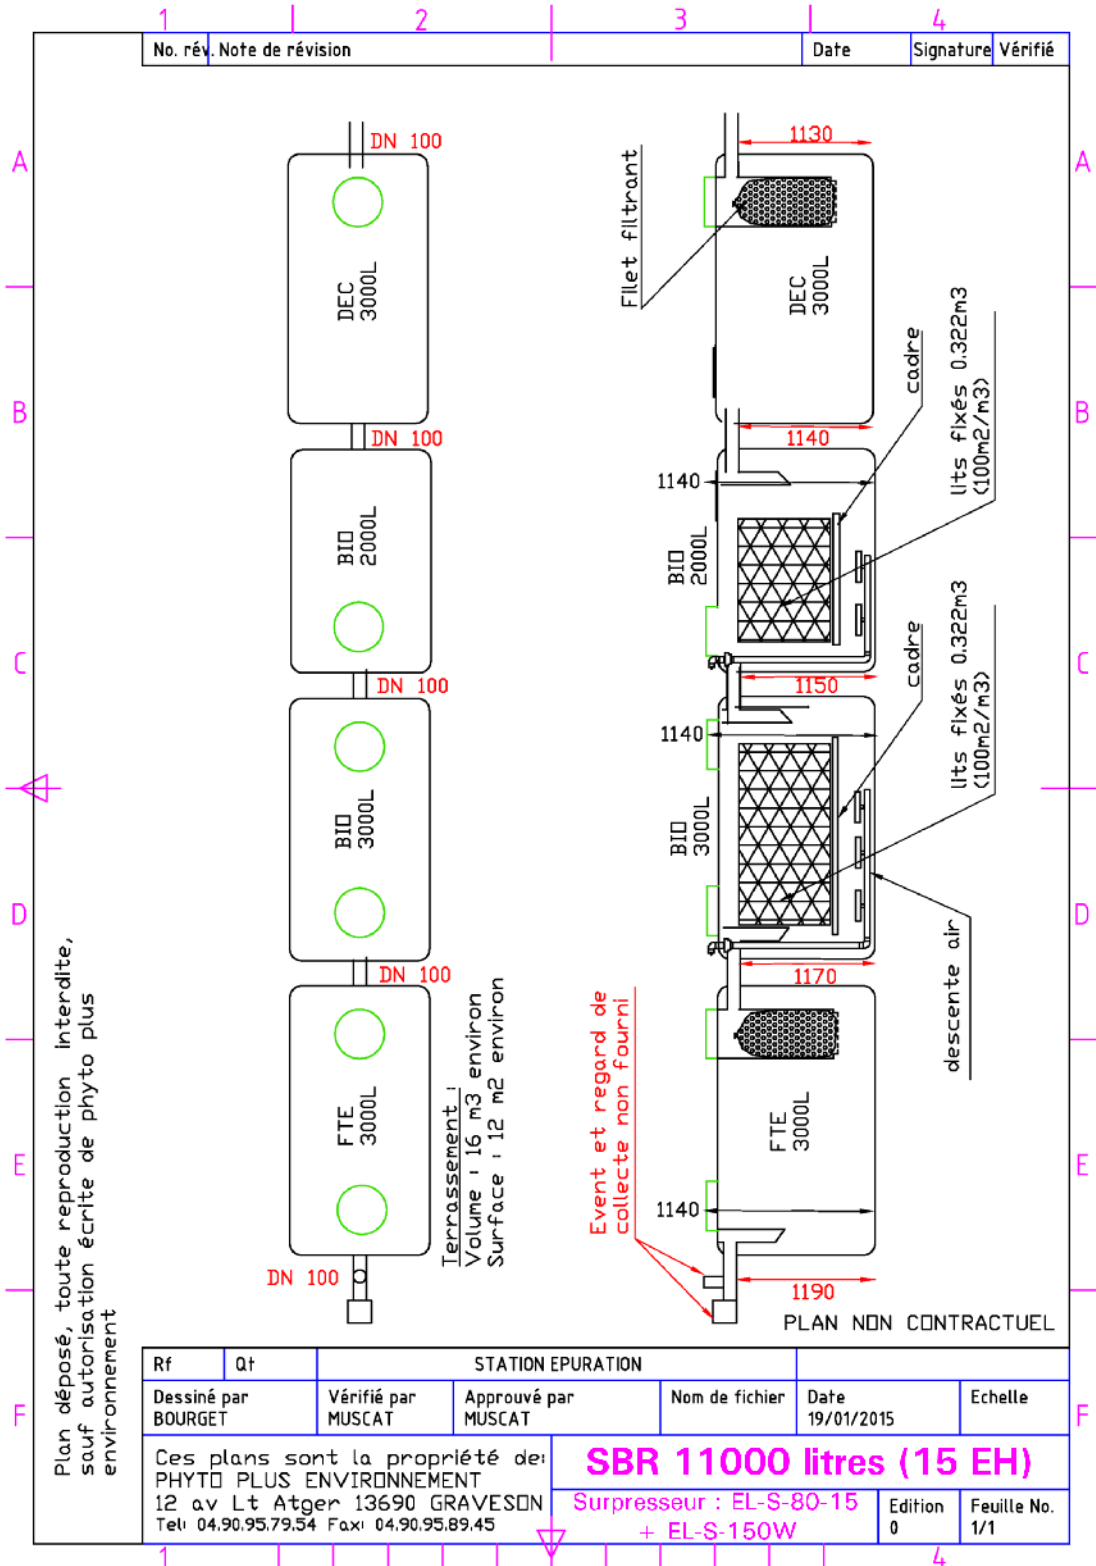 1 2 3 4
No. rév. Note de révision Date Signature Vérifié
A
B
C
D
E
F
A
B
C
D
E
F
DN 100
DEC
3000L
DN 100
BIO
2000L
DN 100
BIO
3000L
DN 100
FTE
3000L
DN 100
Terrassement :
Volume : 16 m3 environ
Surface : 12 m2 environ
1130
Filet filtrant
DEC
3000L
1140
1140
BIO
2000L
cadre
lits fixés 0.322m3
(100m2/m3)
1150
1140
BIO
3000L
cadre
lits fixés 0.322m3
(100m2/m3)
1170
descente air
Event et regard de
collecte non fourni
FTE
3000L
1140
1190
PLAN NON CONTRACTUEL
Plan déposé, toute reproduction interdite,
sauf autorisation écrite de phyto plus
environnement
Rf Qt STATION EPURATION
Dessiné par Vérifié par Approuvé par Nom de fichier Date Echelle
BOURGET MUSCAT MUSCAT 19/01/2015
Ces plans sont la propriété de:
PHYTO PLUS ENVIRONNEMENT
12 av Lt Atger 13690 GRAVESON
Tel: 04.90.95.79.54 Fax: 04.90.95.89.45
SBR 11000 litres (15 EH)
Surpresseur : EL-S-80-15
+ EL-S-150W
Edition Feuille No.
0 1/1
1 4